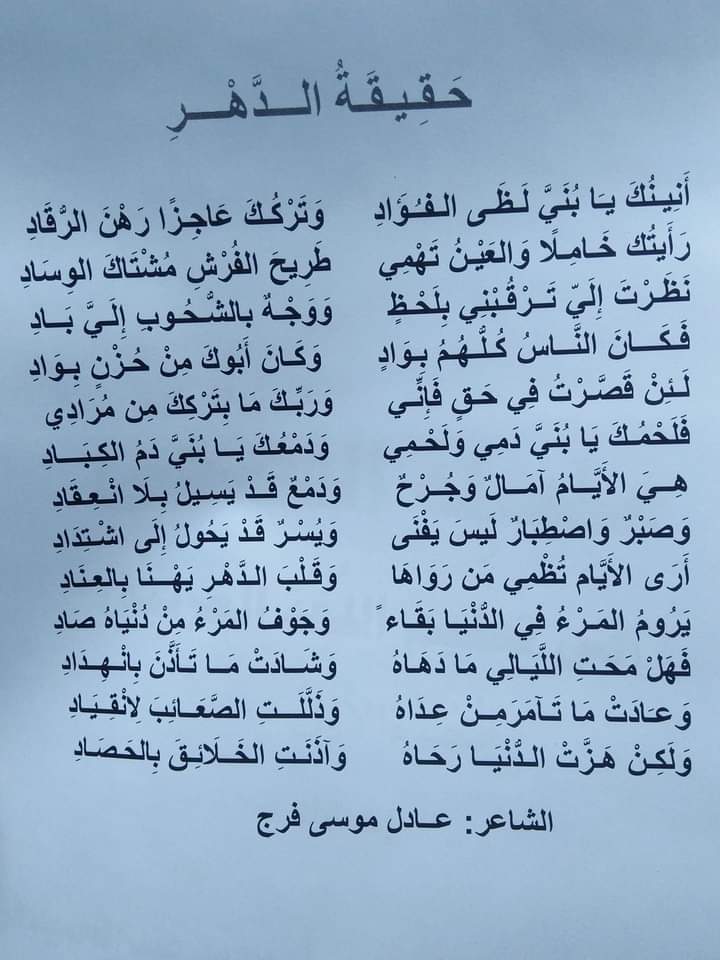 حَقِيقَةُ الدَّهْرِ
أَنِينُكَ يَا بُنَيَّ لَظَى الفُؤَادِ وَتَرْكُكَ عَاجِزًا رَهْنَ الرُّقَادِ
رَأَيتُك خَامِلًا وَالعَيْنُ تَهْمِي طَرِيحَ الفُرْشِ مُشْتَاكَ الوِسَادِ
نَظَرْتَ إِلَيّ تَرْقُبْنِي بِلَحْظٍ وَوَجْهٌ بالشُّحُوبِ إِلَيَّ بَادِ
فَكَانَ النَّاسُ كُلُّهُمُ بِوَادٍ وَكَانَ أَبُوكَ مِنْ حُزْنٍ بِوَادِ
لَئِنْ قَصَّرْتُ فِي حَقٍ فَإِنِّي وَرَبِّكَ مَا بِتَرْكِكَ مِن مُرَادِي
فَلَحْمُكَ يَا بُنَيَّ دَمِي وَلَحْمِي وَدَمْعُكَ يَا بُنَيَّ دَمُ الكِبَادِ
هِيَ الأَيَّامُ آمَالٌ وَجُرْحٌ وَدَمْعٌ قَدْ يَسِيلُ بِلَا انْعِقَادِ
وَصَبْرٌ وَاصْطِبَارٌ لَيسَ يَفْنَى وَيُسْرٌ قَدْ يَحُولُ إِلَى اشْتِدَادِ
أَرَى الأَيَّام تُظْمِي مَن رَوَاهَا وَقَلْبَ الدَّهْرِ يَهْنَا بِالعِنَادِ
يَرُومُ المَرْءُ فِي الدُّنْيَا بَقَاءً وَجَوْفُ المَرْءُ مِنْ دُنْيَاهُ صَادِ
فَهَلْ مَحَتِ اللَّيَالِي مَا دَهَاهُ وَشَادَتْ مَا تَأَذَّنَ بِانْهِدَادِ
وَعَادَتْ مَا تَآمَرَمِنْ عِدَاهُ وَذَلَّلَتِ الصَّعَائِبَ لِانْقِيَادِ
وَلَكِنْ هَزَّتْ الدُّنْيَا رَحَاهُ وَآذَنَتِ الخَلَائِقَ بِالحَصَادِ
الشاعر: عادل موسى فرج